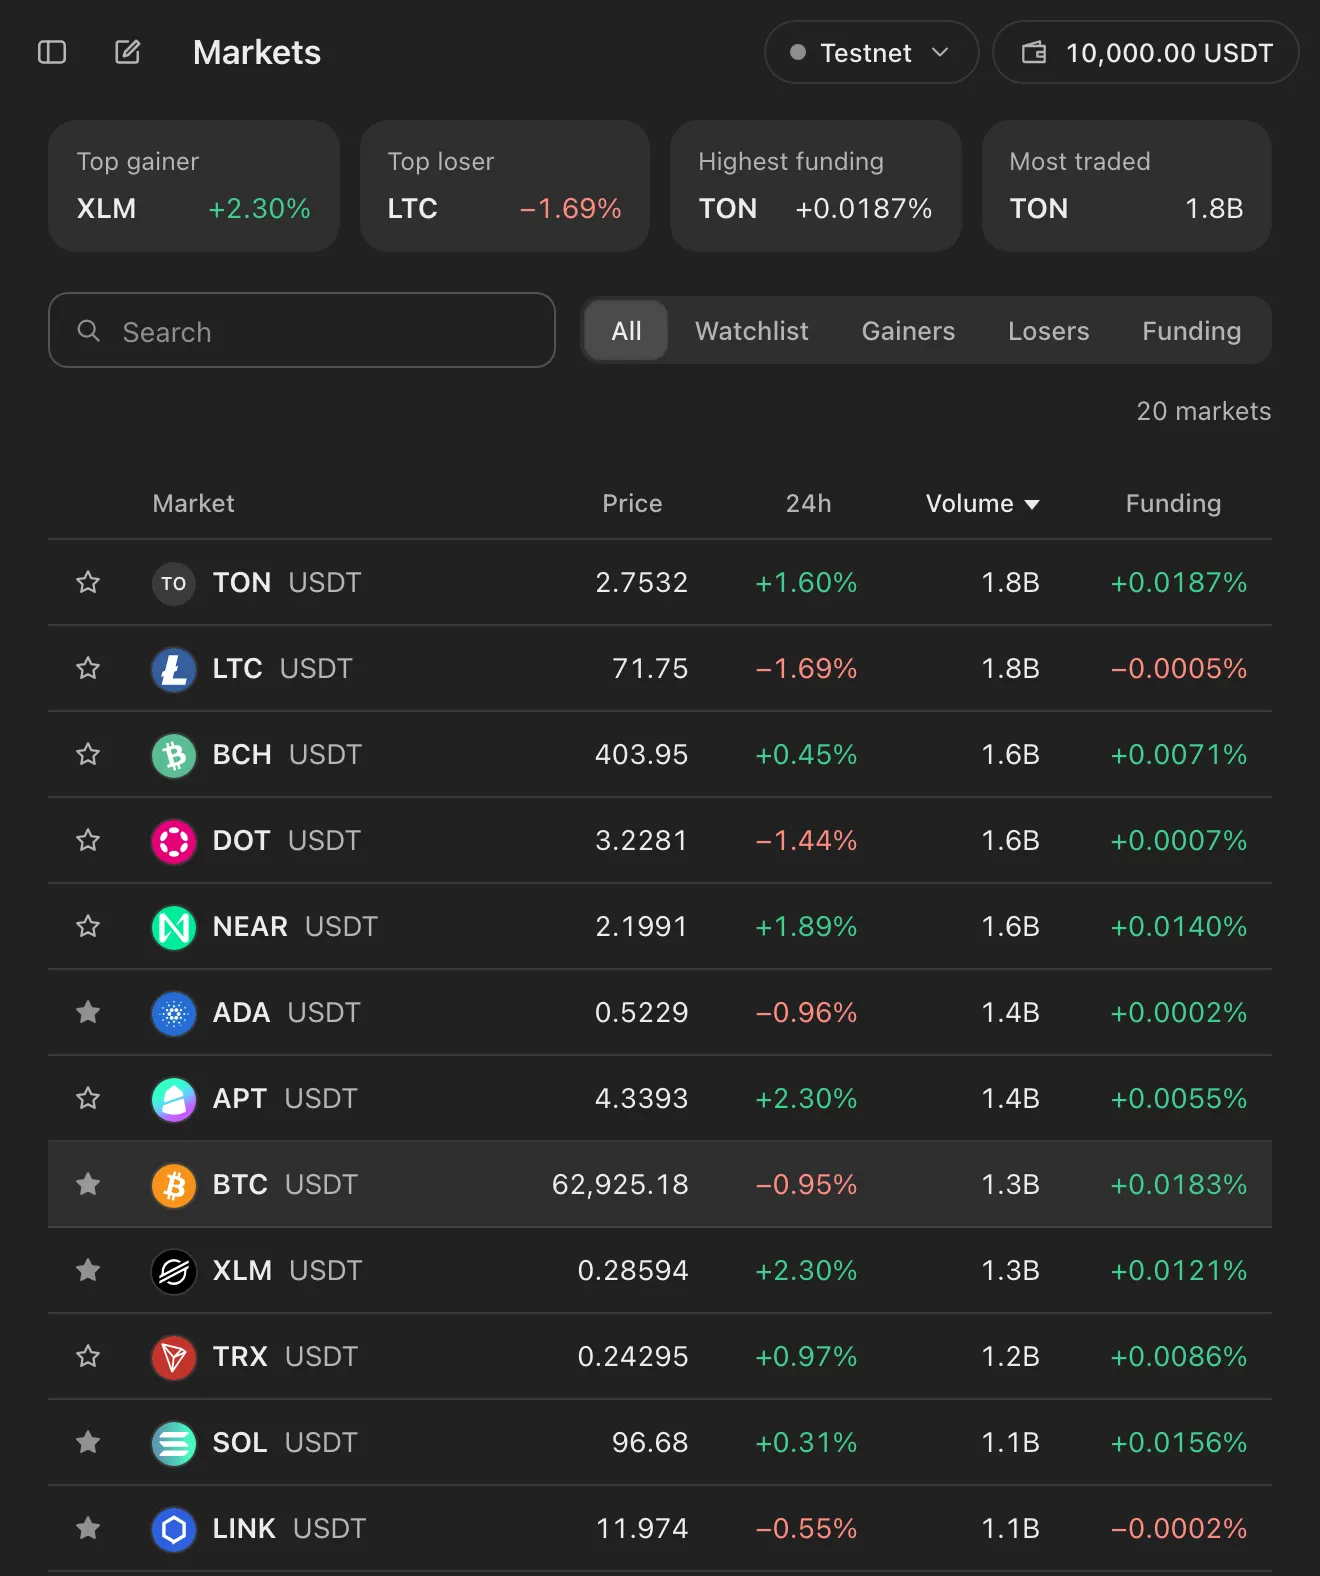 Markets
Testnet
10,000.00 USDT
Top gainer
XLM +2.30%
Top loser
LTC −1.69%
Highest funding
TON +0.0187%
Most traded
TON 1.8B
Search
All Watchlist Gainers Losers Funding
20 markets
Market Price 24h Volume Funding
TO TON USDT 2.7532 +1.60% 1.8B +0.0187%
LTC USDT 71.75 −1.69% 1.8B −0.0005%
BCH USDT 403.95 +0.45% 1.6B +0.0071%
DOT USDT 3.2281 −1.44% 1.6B +0.0007%
NEAR USDT 2.1991 +1.89% 1.6B +0.0140%
ADA USDT 0.5229 −0.96% 1.4B +0.0002%
APT USDT 4.3393 +2.30% 1.4B +0.0055%
BTC USDT 62,925.18 −0.95% 1.3B +0.0183%
XLM USDT 0.28594 +2.30% 1.3B +0.0121%
TRX USDT 0.24295 +0.97% 1.2B +0.0086%
SOL USDT 96.68 +0.31% 1.1B +0.0156%
LINK USDT 11.974 −0.55% 1.1B −0.0002%